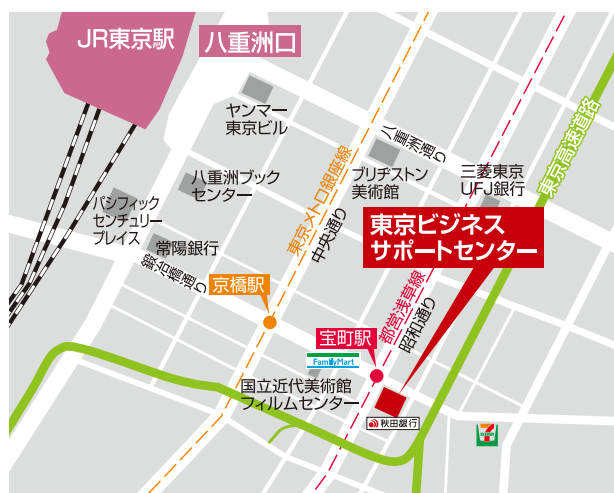 JR東京駅
八重洲口
ヤンマー
東京ビル
八重洲通り
ブリヂストン
美術館
三菱東京
UFJ銀行
東京高速道路
八重洲ブック
センター
パシフィック
センチュリー
プレイス
東京メトロ銀座線
中央通り
東京ビジネス
サポートセンター
常陽銀行
鍛冶橋通り
京橋駅
都営浅草線
昭和通り
宝町駅
FamilyMart
国立近代美術館
フィルムセンター
秋田銀行